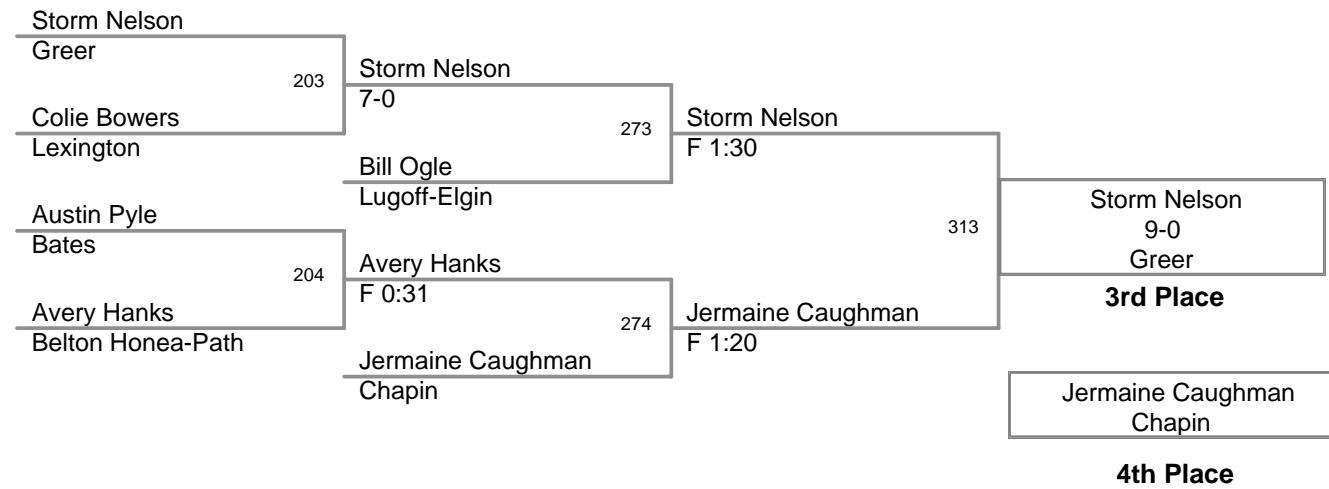 Storm Nelson
Greer
203
Storm Nelson
7-0
Colie Bowers
Lexington
273
Storm Nelson
F 1:30
Bill Ogle
Lugoff-Elgin
Austin Pyle
Bates
204
Avery Hanks
F 0:31
Avery Hanks
Belton Honea-Path
274
Jermaine Caughman
F 1:20
Jermaine Caughman
Chapin
313
Storm Nelson
9-0
Greer
3rd Place
Jermaine Caughman
Chapin
4th Place